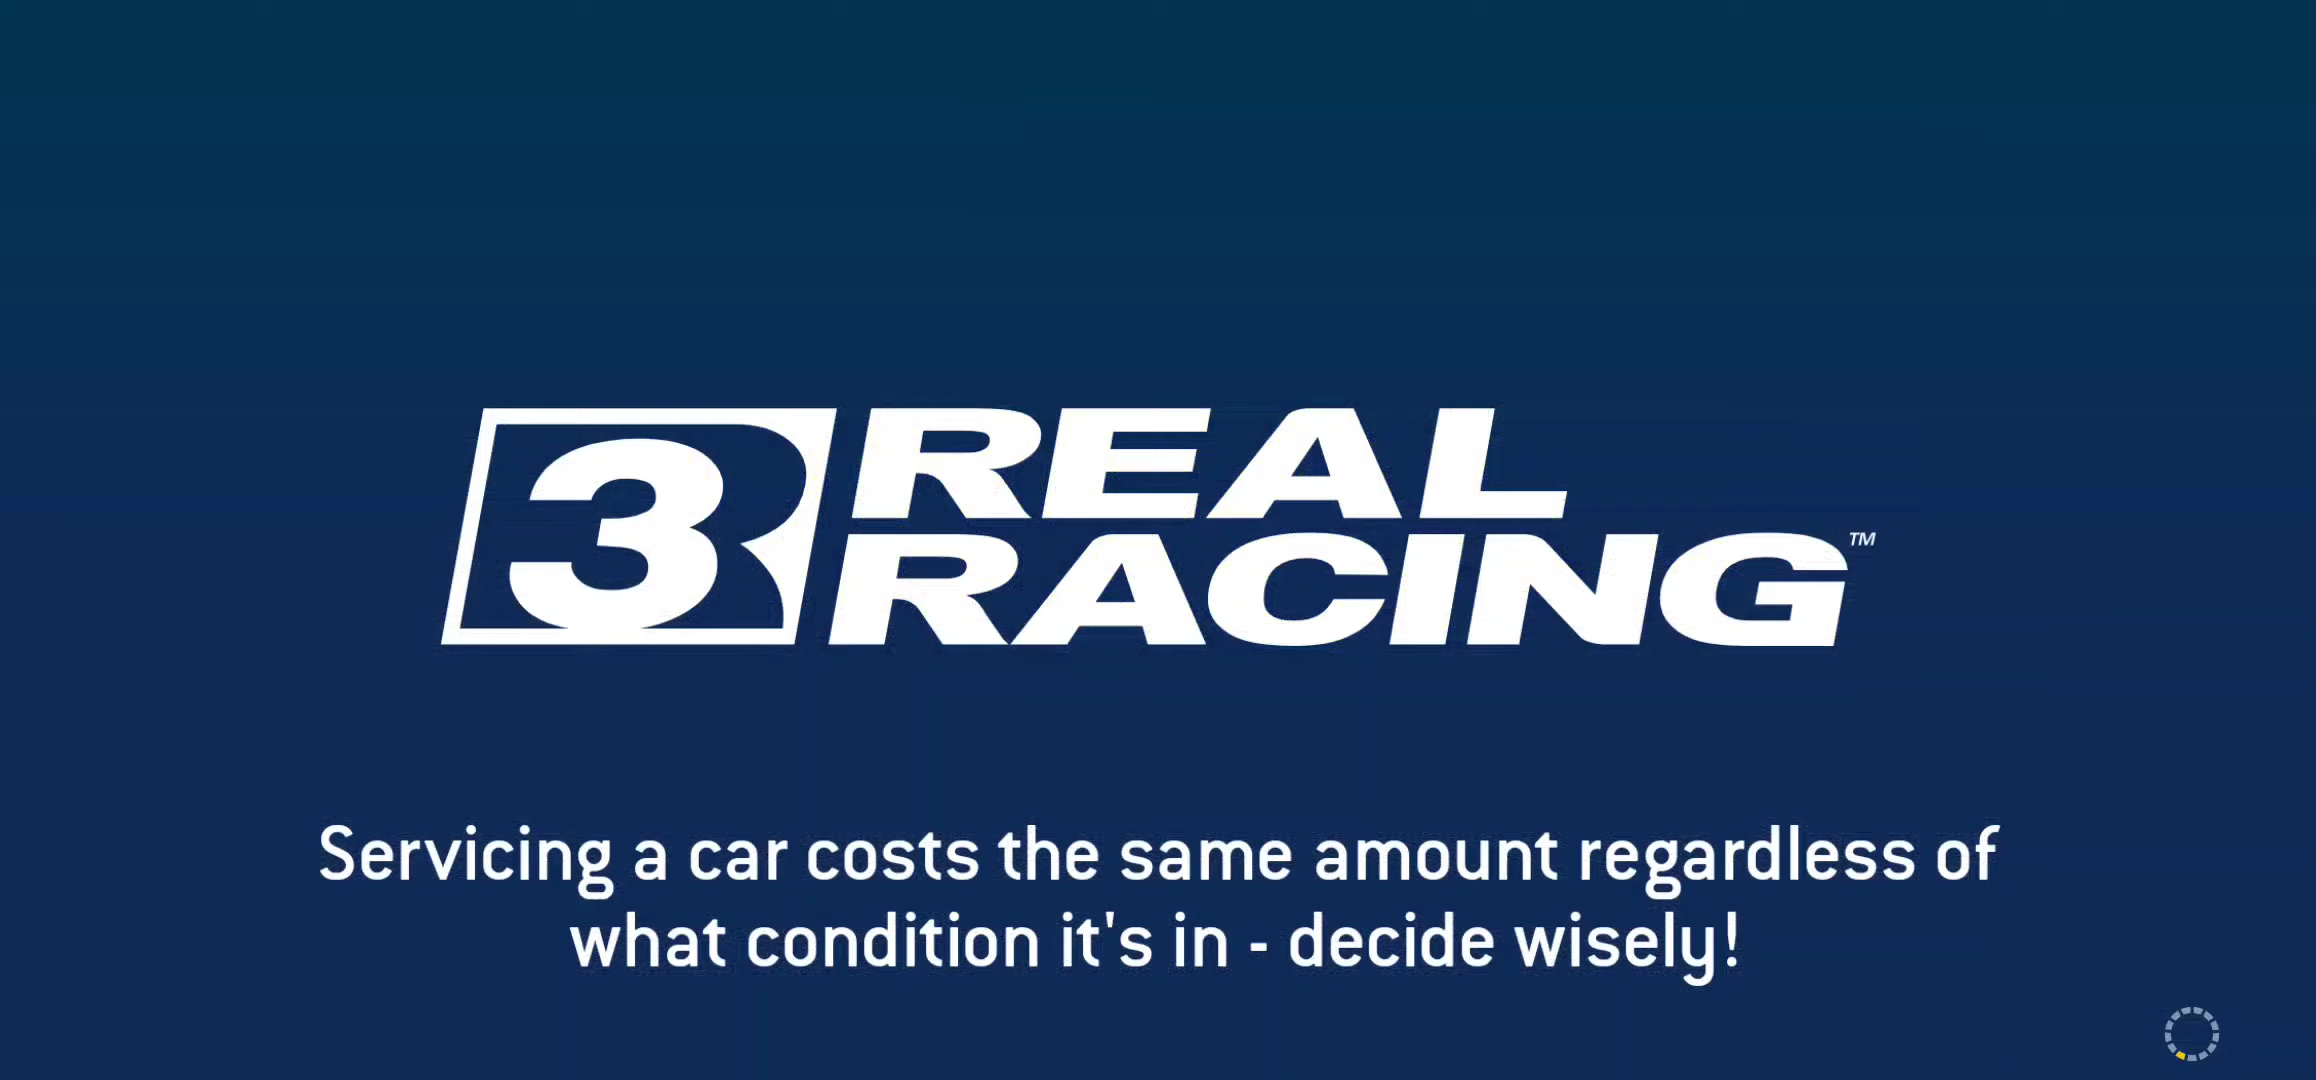 3 REAL
RACING™
Servicing a car costs the same amount regardless of
what condition it's in - decide wisely!